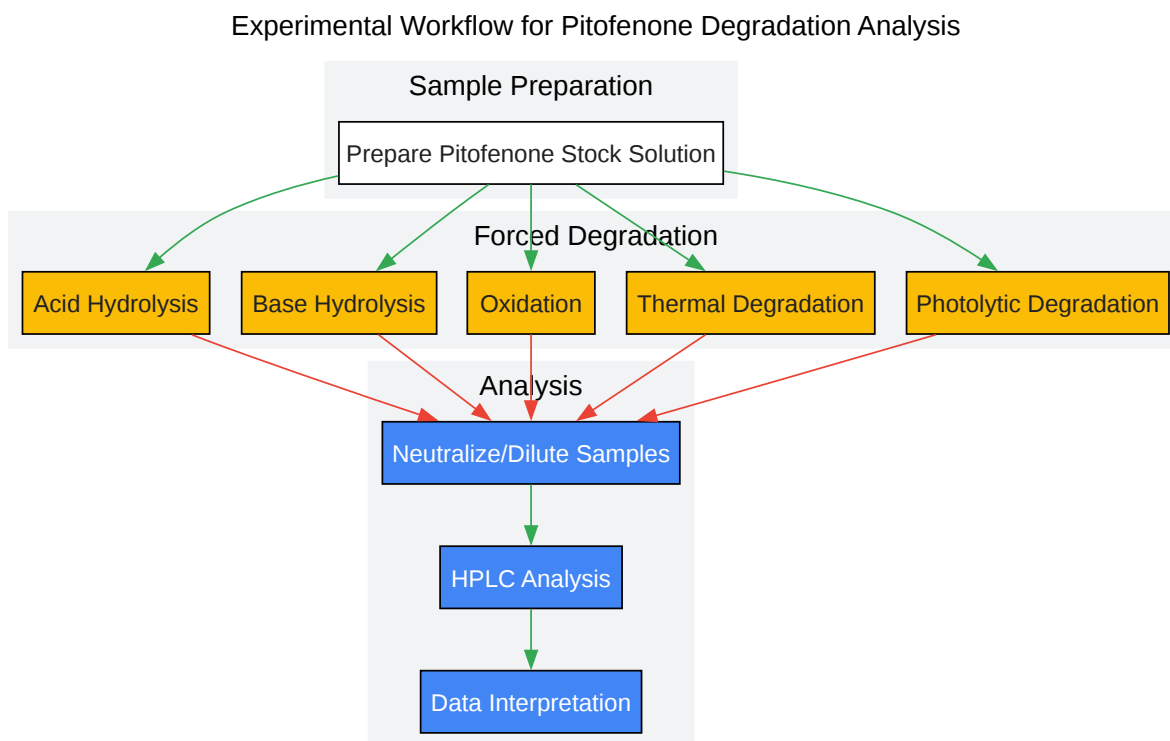 Experimental Workflow for Pitofenone Degradation Analysis
Sample Preparation
Prepare Pitofenone Stock Solution
Forced Degradation
Acid Hydrolysis
Base Hydrolysis
Oxidation
Thermal Degradation
Photolytic Degradation
Analysis
Neutralize/Dilute Samples
HPLC Analysis
Data Interpretation